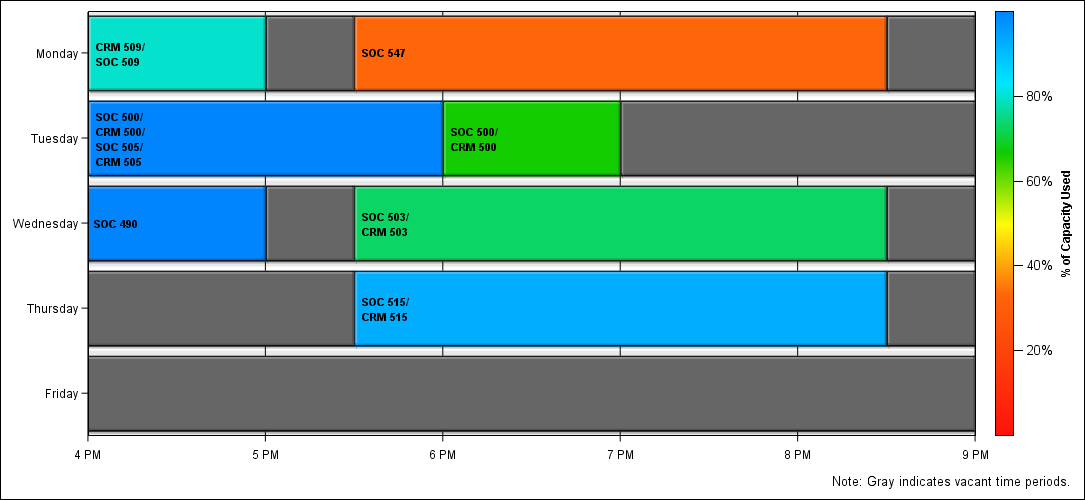 Monday
CRM 509/
SOC 509
SOC 547
Tuesday
SOC 500/
CRM 500/
SOC 505/
CRM 505
SOC 500/
CRM 500
Wednesday
SOC 490
SOC 503/
CRM 503
Thursday
SOC 515/
CRM 515
Friday
4 PM
5 PM
6 PM
7 PM
8 PM
9 PM
80%
60%
40%
20%
% of Capacity Used
Note: Gray indicates vacant time periods.